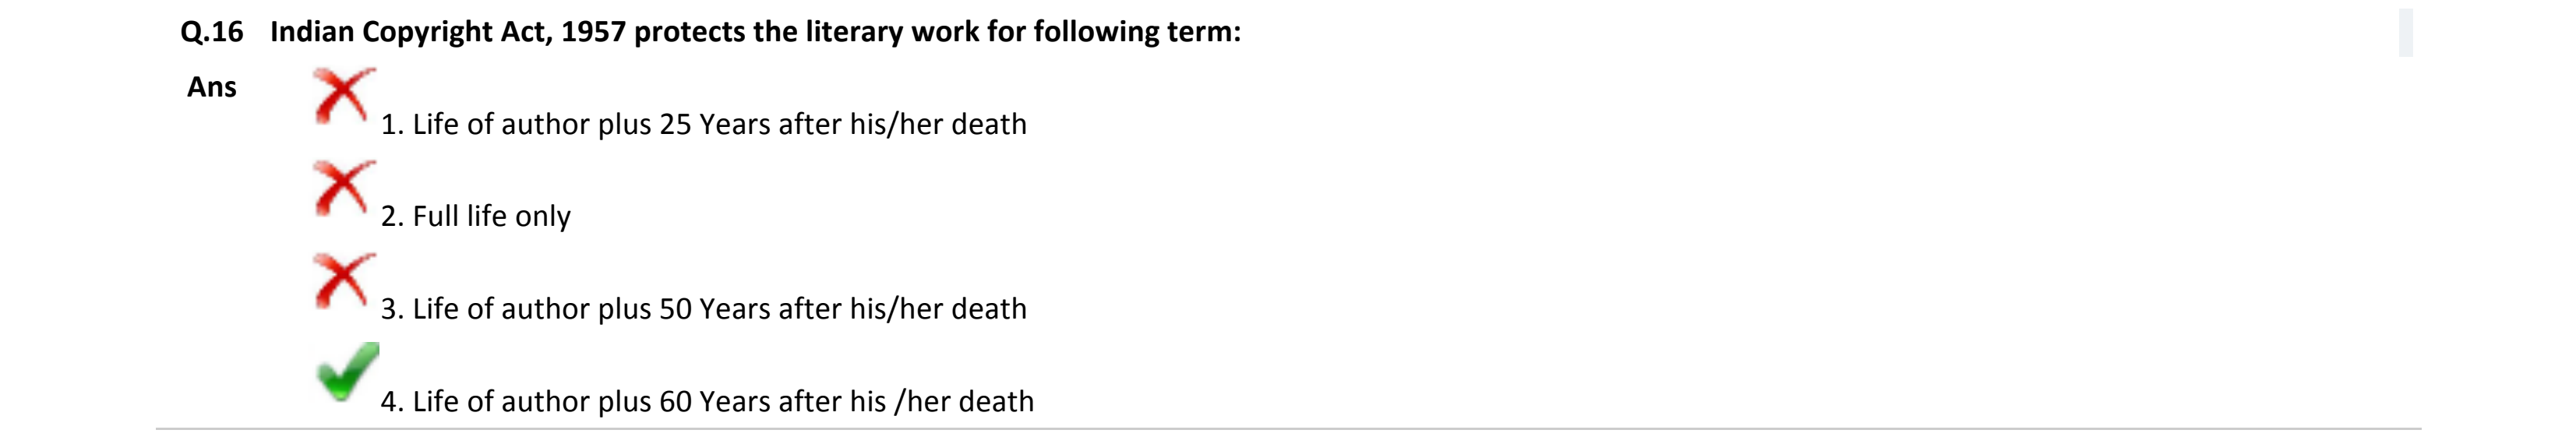 Q.16 Indian Copyright Act, 1957 protects the literary work for following term:
Ans
1. Life of author plus 25 Years after his/her death
2. Full life only
3. Life of author plus 50 Years after his/her death
4. Life of author plus 60 Years after his /her death